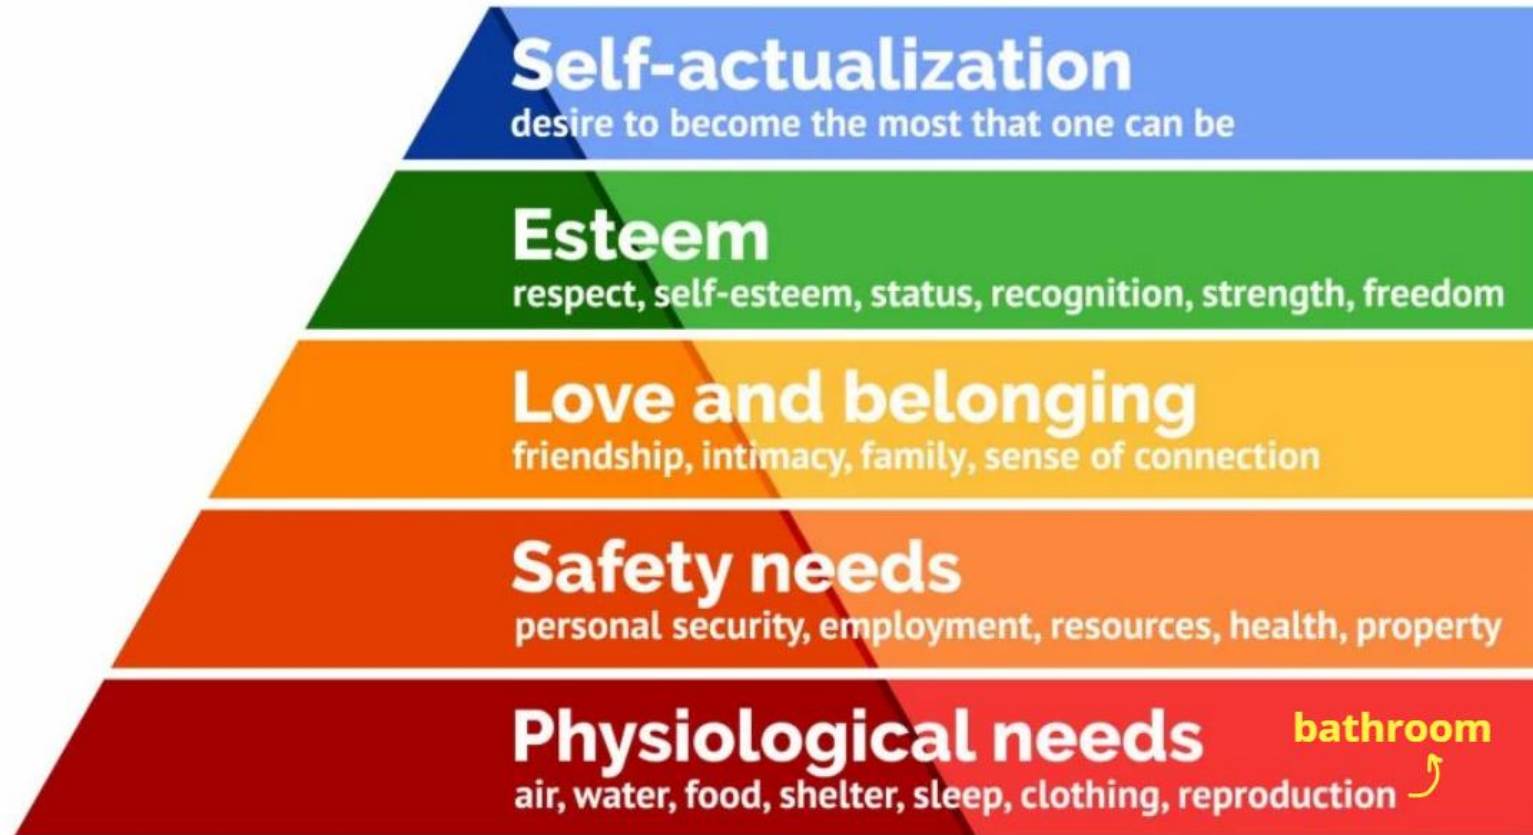 Self-actualization
desire to become the most that one can be
Esteem
respect, self-esteem, status, recognition, strength, freedom
Love and belonging
friendship, intimacy, family, sense of connection
Safety needs
personal security, employment, resources, health, property
Physiological needs
bathroom
air, water, food, shelter, sleep, clothing, reproduction